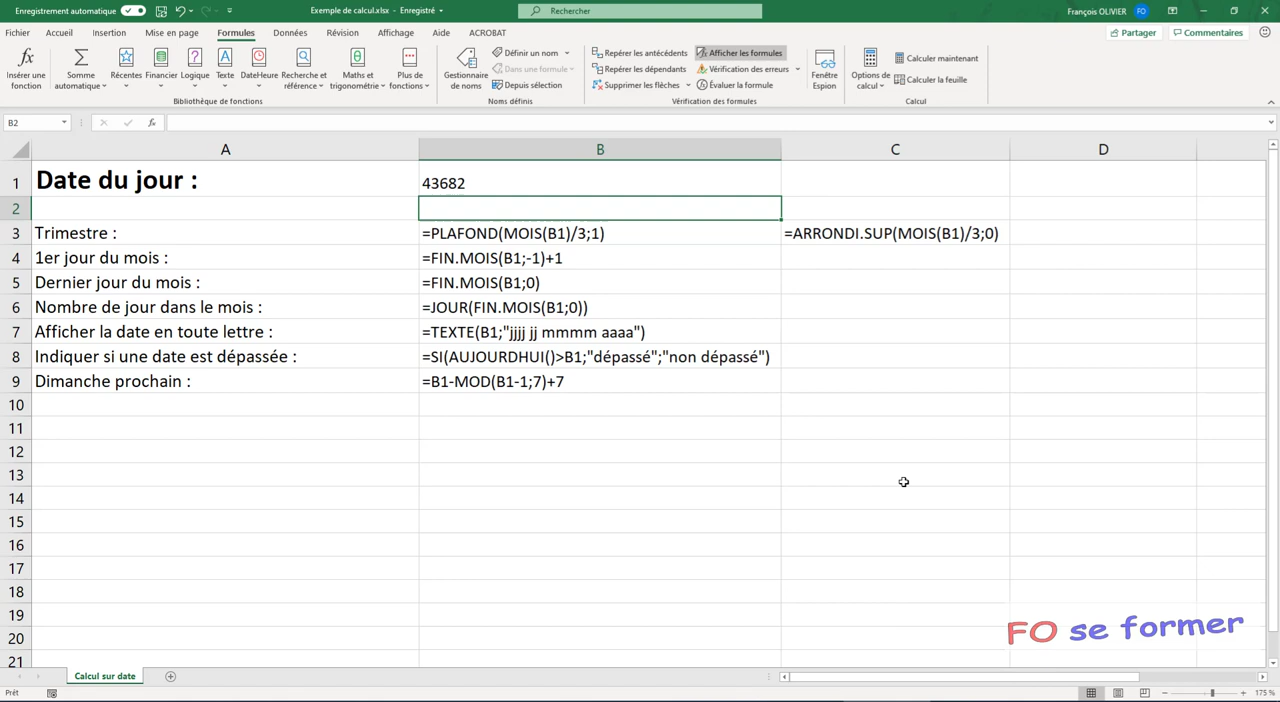 Enregistrement automatique
Exemple de calcul.xlsx - Enregistré
Rechercher
François OLIVIER
FO
Fichier
Accueil
Insertion
Mise en page
Formules
Données
Révision
Affichage
Aide
ACROBAT
Partager
Commentaires
Insérer une fonction
Somme automatique
Récentes
Financier
Logique
Texte
DateHeure
Recherche et référence
Maths et trigonométrie
Plus de fonctions
Bibliothèque de fonctions
Gestionnaire de noms
Définir un nom
Dans une formule
Depuis sélection
Noms définis
Repérer les antécédents
Repérer les dépendants
Supprimer les flèches
Afficher les formules
Vérification des erreurs
Évaluer la formule
Vérification des formules
Fenêtre Espion
Options de calcul
Calculer maintenant
Calculer la feuille
Calcul
B2
fx
A B C D
1 Date du jour : 43682
2
3 Trimestre : =PLAFOND(MOIS(B1)/3;1) =ARRONDI.SUP(MOIS(B1)/3;0)
4 1er jour du mois : =FIN.MOIS(B1;-1)+1
5 Dernier jour du mois : =FIN.MOIS(B1;0)
6 Nombre de jour dans le mois : =JOUR(FIN.MOIS(B1;0))
7 Afficher la date en toute lettre : =TEXTE(B1;"jjjj jj mmmm aaaa")
8 Indiquer si une date est dépassée : =SI(AUJOURDHUI()>B1;"dépassé";"non dépassé")
9 Dimanche prochain : =B1-MOD(B1-1;7)+7
10
11
12
13
14
15
16
17
18
19
20
21
FO se former
Calcul sur date
Prêt
175 %